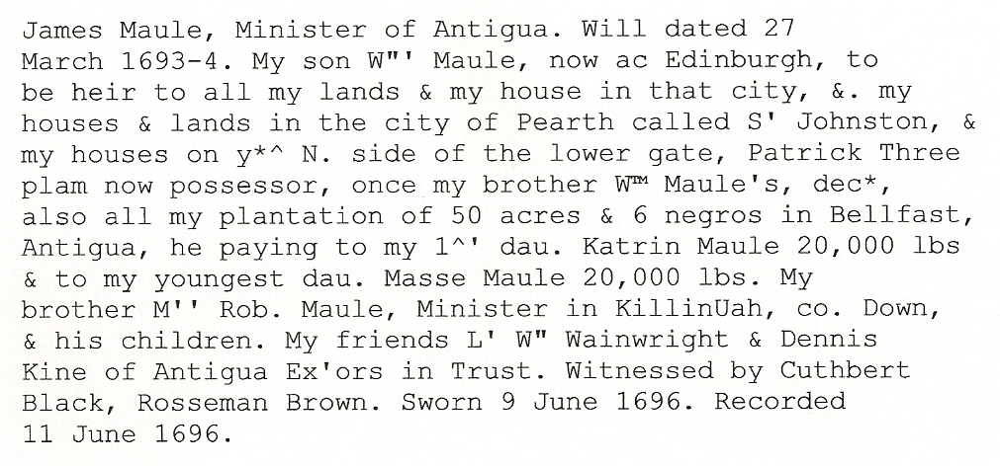 James Maule, Minister of Antigua. Will dated 27
March 1693-4. My son W"' Maule, now ac Edinburgh, to
be heir to all my lands & my house in that city, &. my
houses & lands in the city of Pearth called S' Johnston, &
my houses on y*^ N. side of the lower gate, Patrick Three
plam now possessor, once my brother W™ Maule's, dec*,
also all my plantation of 50 acres & 6 negros in Bellfast,
Antigua, he paying to my 1^' dau. Katrin Maule 20,000 lbs
& to my youngest dau. Masse Maule 20,000 lbs. My
brother M'' Rob. Maule, Minister in KillinUah, co. Down,
& his children. My friends L' W" Wainwright & Dennis
Kine of Antigua Ex'ors in Trust. Witnessed by Cuthbert
Black, Rosseman Brown. Sworn 9 June 1696. Recorded
11 June 1696.